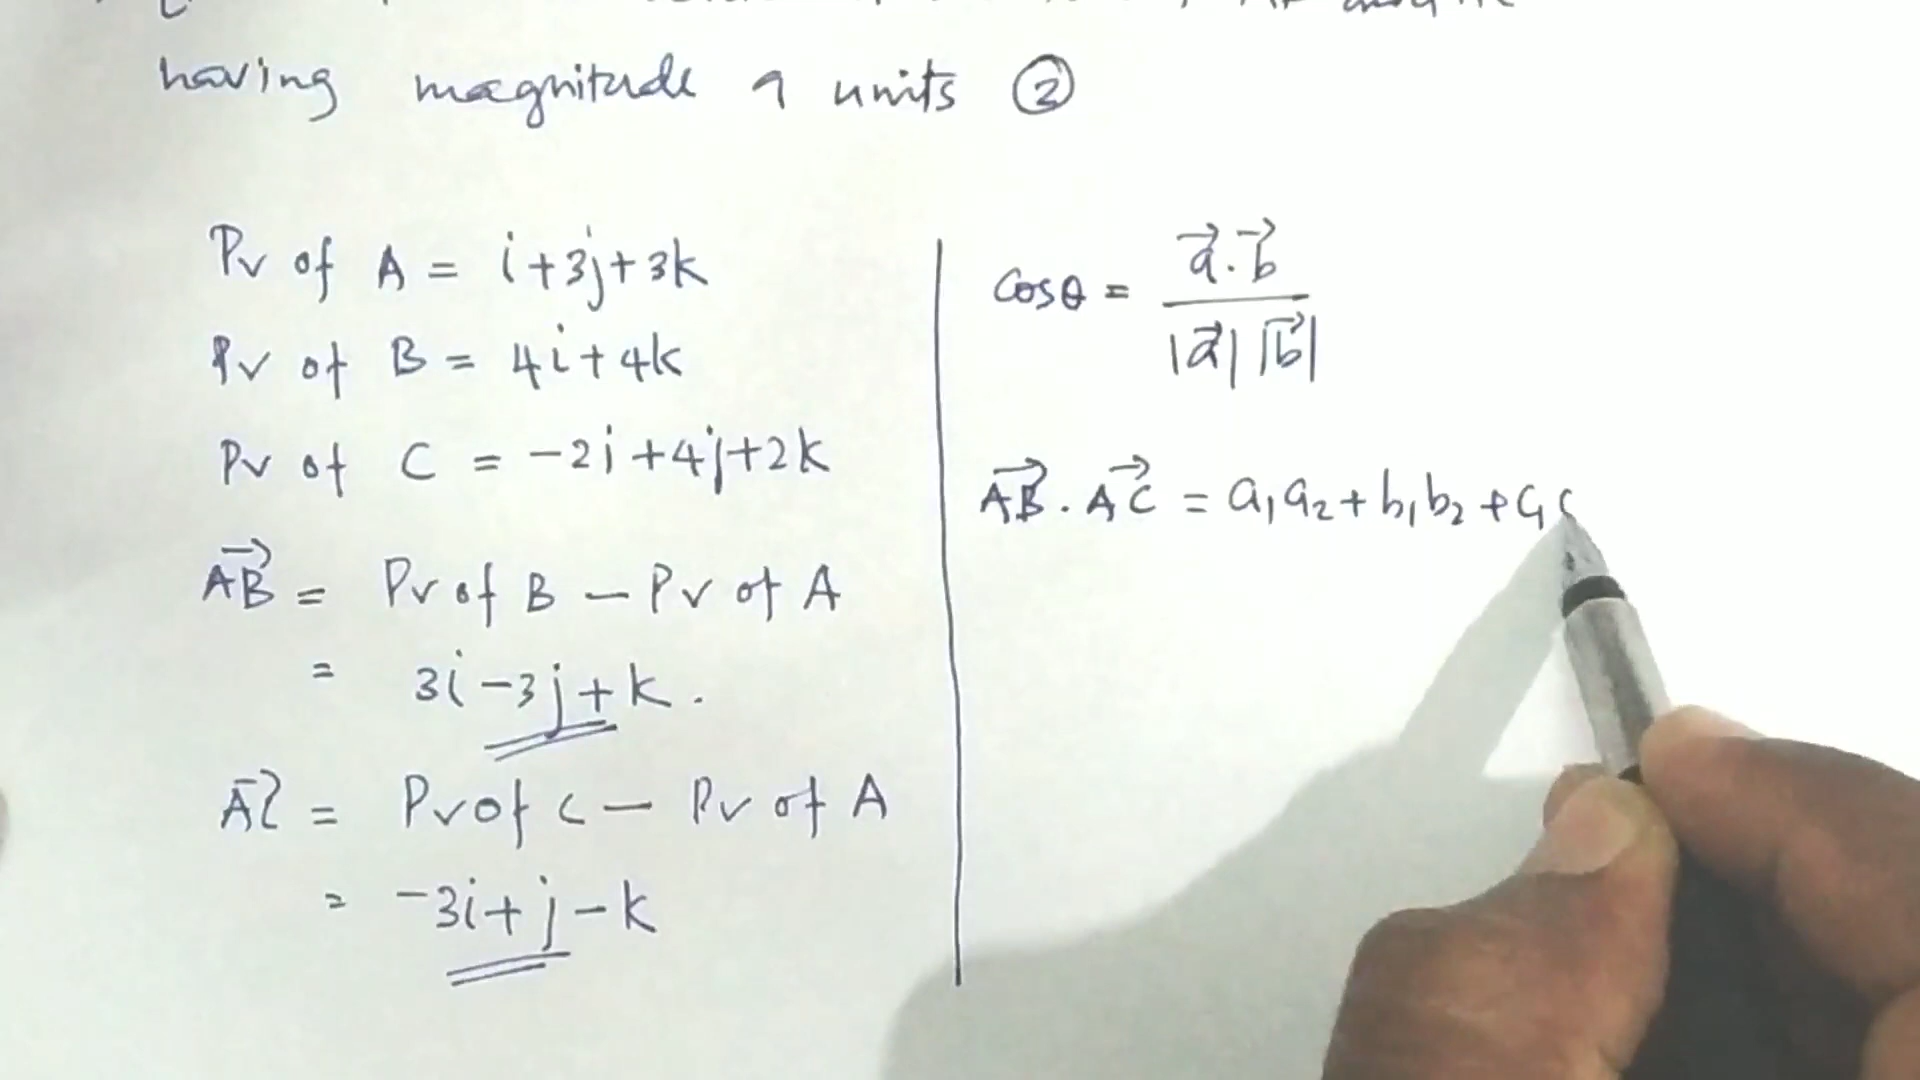 having magnitude 9 units ②
Pv of A = i+3j+3k
Pv of B = 4i+4k
Pv of C = -2i+4j+2k
AB⃗ = Pv of B - Pv of A
= 3i-3j+k.
AC⃗ = Pv of C - Pv of A
= -3i+j-k
cosθ = a⃗.b⃗ / |a⃗| |b⃗|
AB⃗ . AC⃗ = a₁a₂+b₁b₂+c₁c